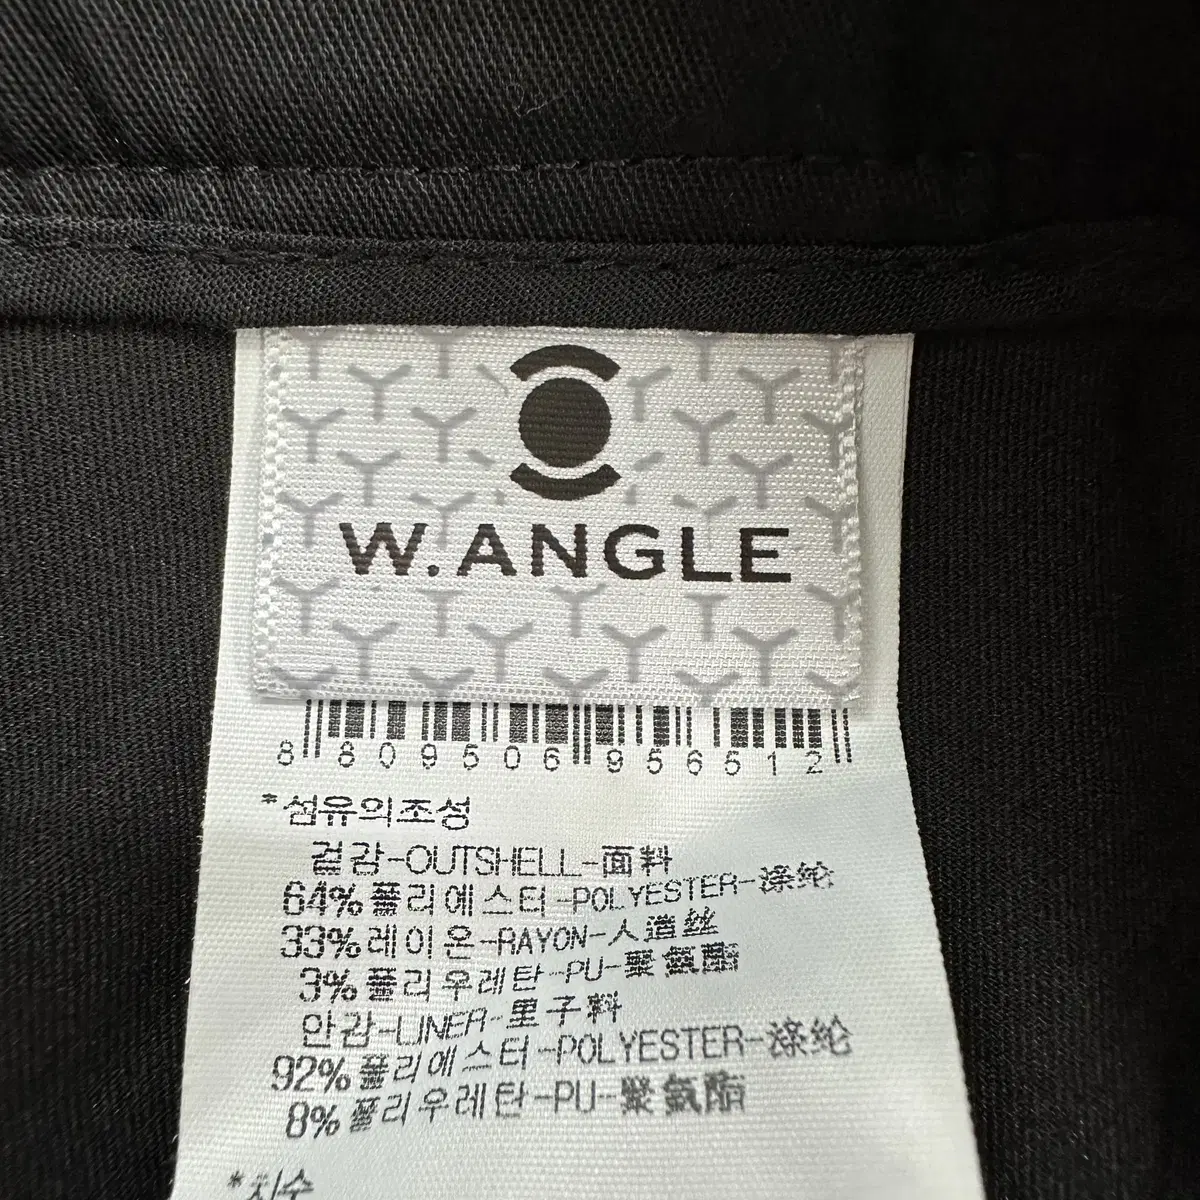 W.ANGLE
8 809506 956512
*섬유의조성
겉감-OUTSHELL-面料
64%폴리에스터-POLYESTER-涤纶
33%레이온-RAYON-人造丝
3%폴리우레탄-PU-聚氨酯
안감-LINER-里子料
92%폴리에스터-POLYESTER-涤纶
8%폴리우레탄-PU-聚氨酯
*치수